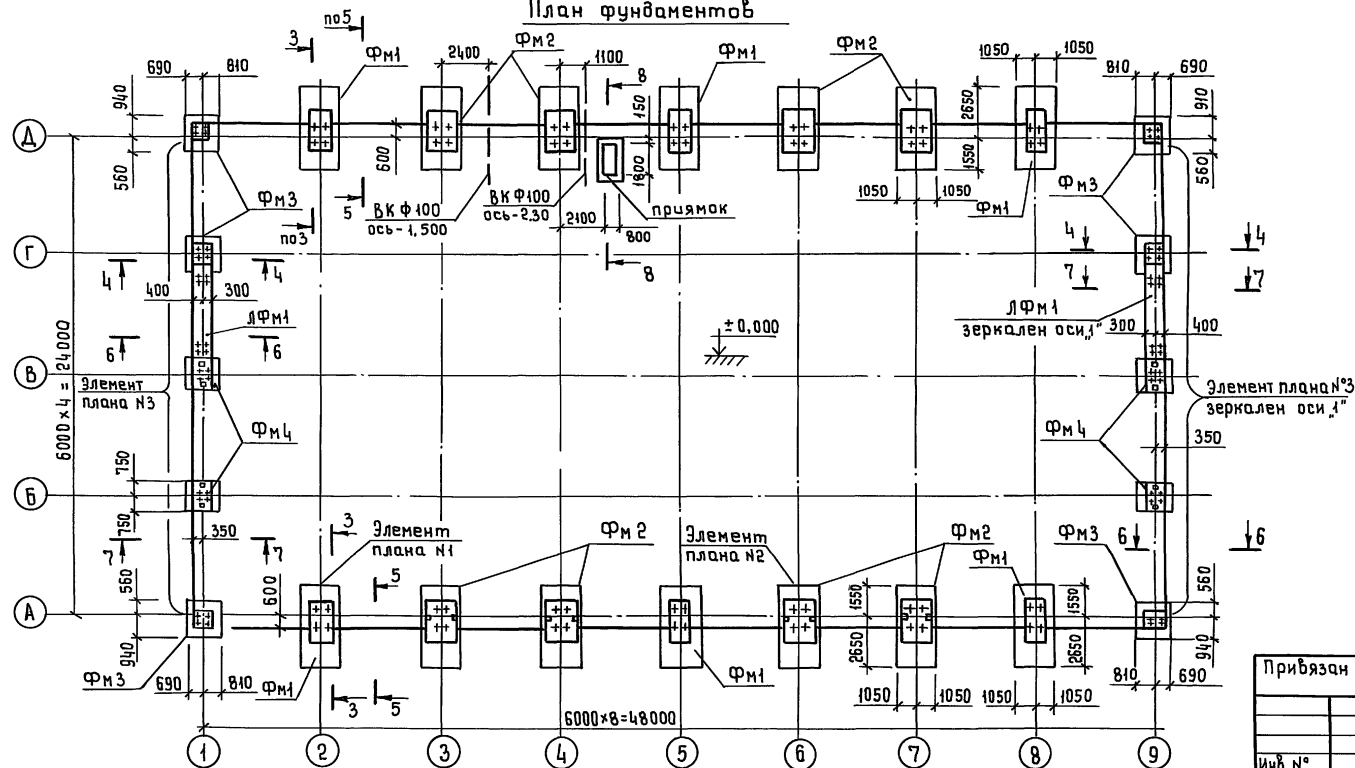 План фундаментов
по5
3
Фм1
2400
Фм2
1100
8
Фм1
Фм2
1050
1050
690
810
810
690
940
150
2650
910
Д
600
1800
1550
560
560
5
ВК Ф100
ось-1,500
ВК Ф100
ось-2,30
приямок
1050
1050
Фм1
Фм3
Фм3
по3
2100
800
Г
4
4
8
4
4
7
7
400
300
ЛФм1
±0,000
ЛФм1
зеркален оси „1"
300
400
6
6
6000х4 = 24000
В
Элемент
плана N3
Элемент плана N°3
зеркален оси „1"
Фм4
Фм4
350
750
Б
750
350
7
7
3
Элемент
плана N1
Фм2
Элемент
плана N2
Фм2
Фм1
Фм3
6
6
560
600
5
1550
1550
560
А
940
2650
2650
940
Фм3
690
810
Фм1
3
5
Фм1
1050
1050
1050
1050
810
690
6000×8=48000
1
2
3
4
5
6
7
8
9
Привязан
Инв. N°